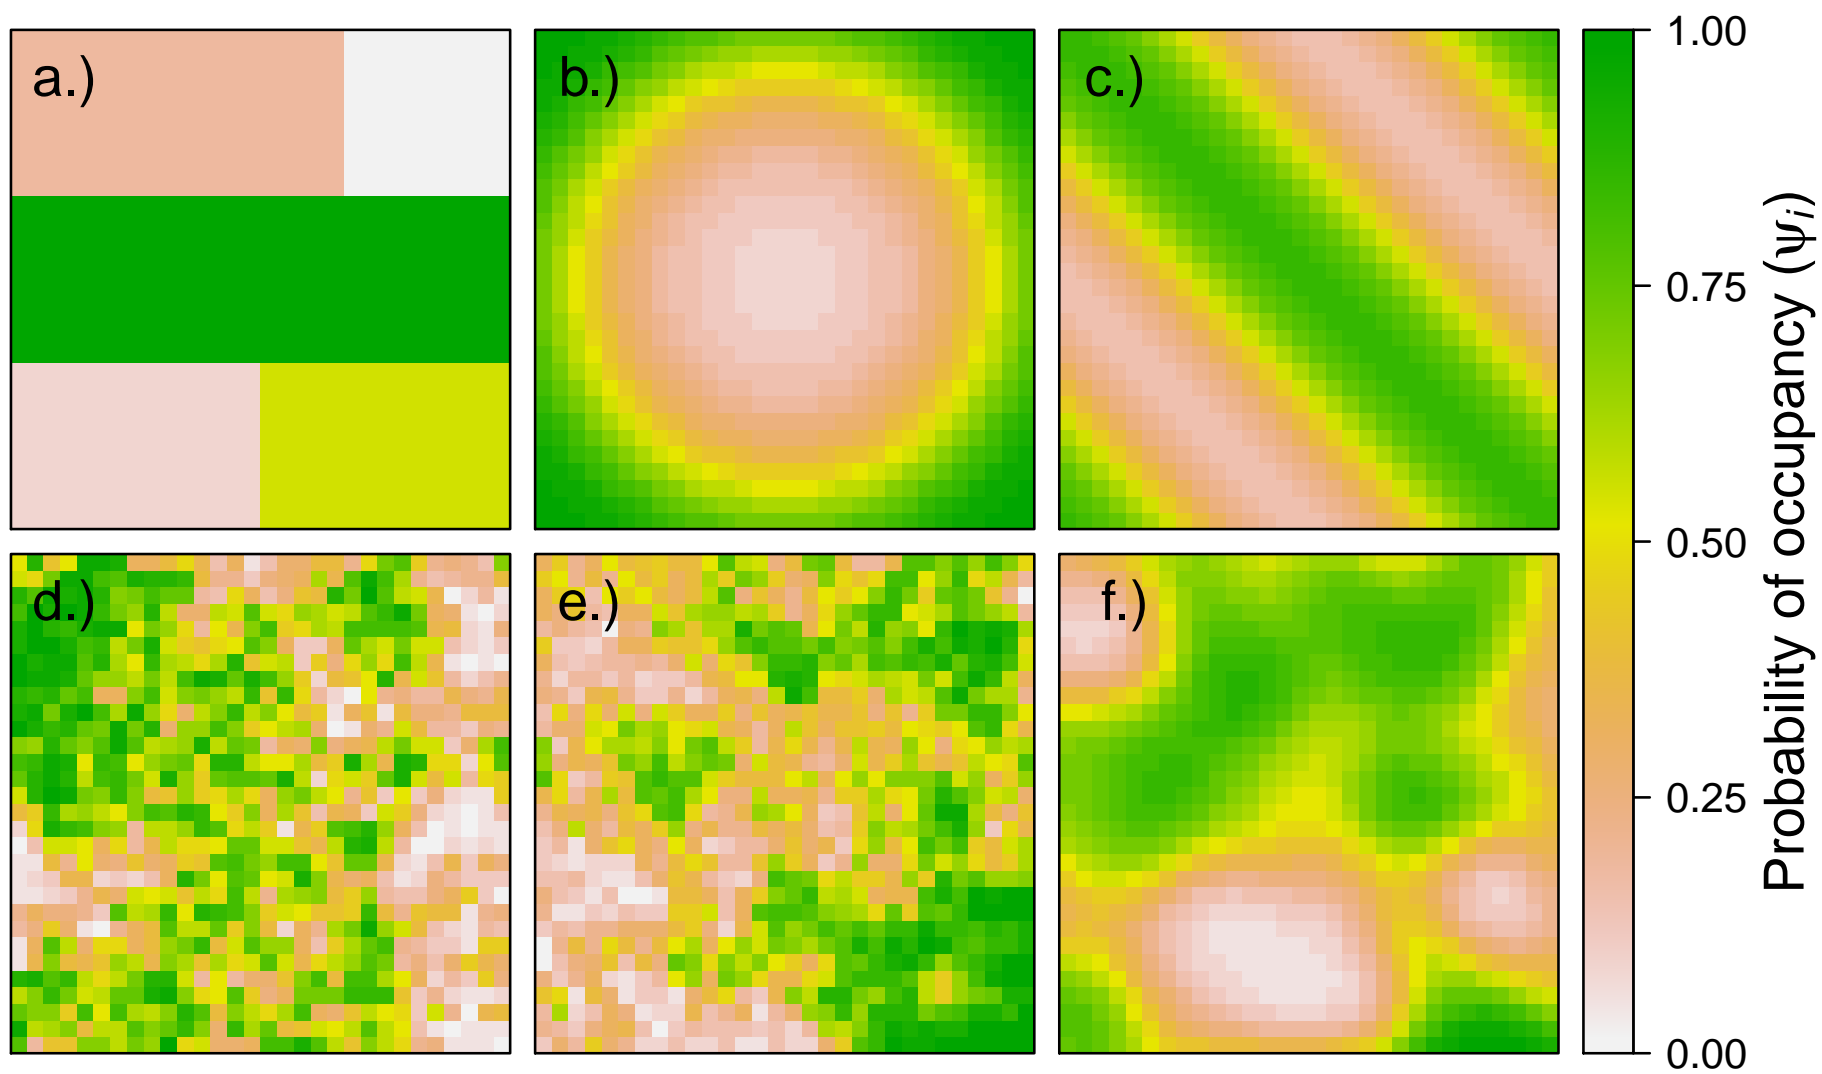 a.)
b.)
c.)
d.)
e.)
f.)
1.00
0.75
0.50
0.25
0.00
Probability of occupancy (ψi)